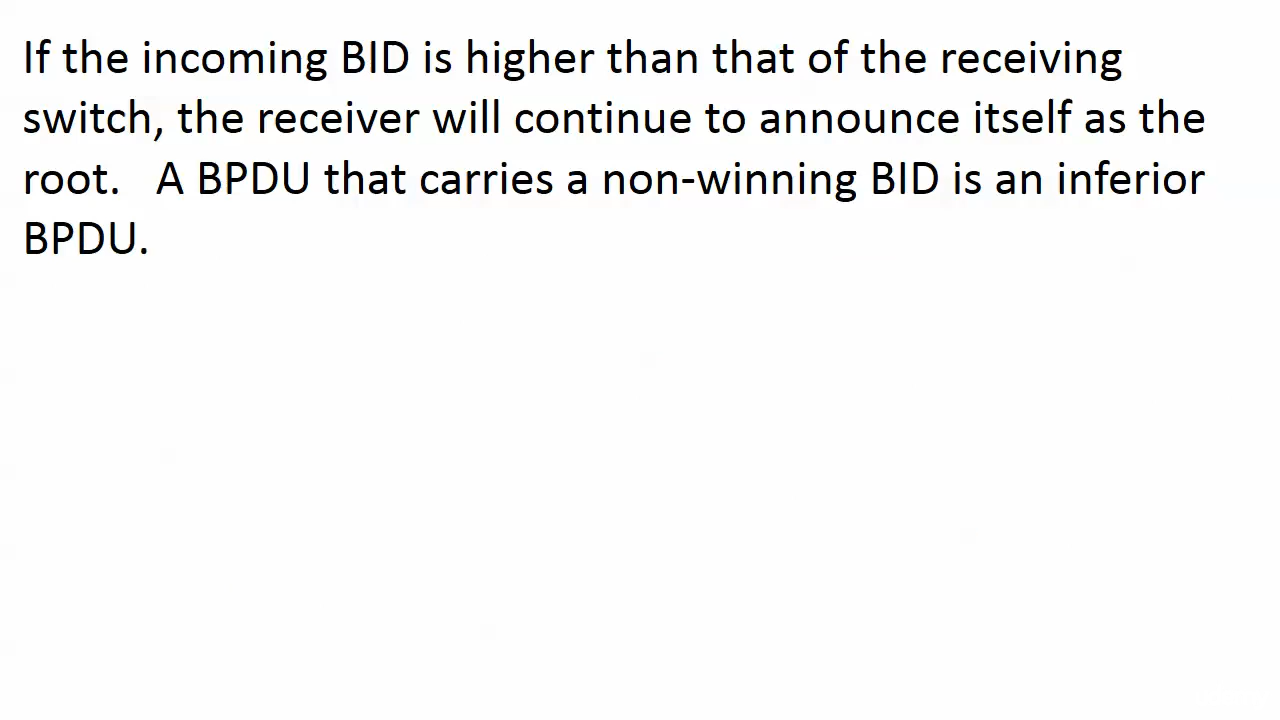 If the incoming BID is higher than that of the receiving
switch, the receiver will continue to announce itself as the
root.   A BPDU that carries a non-winning BID is an inferior
BPDU.